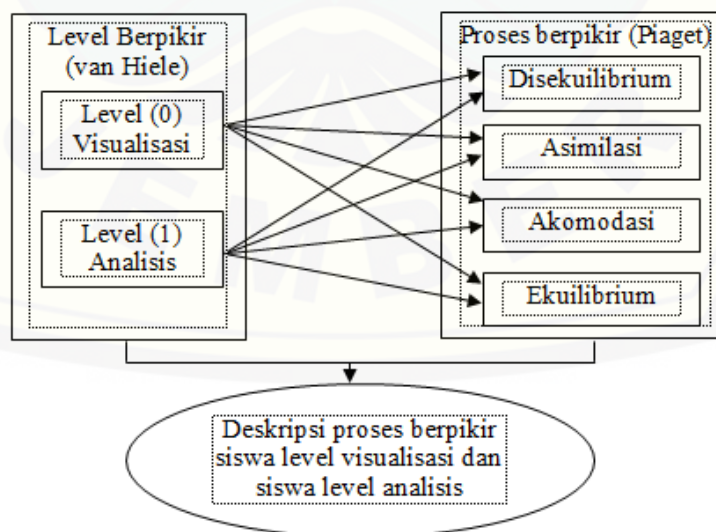 Level Berpikir
(van Hiele)
Level (0)
Visualisasi
Level (1)
Analisis
Proses berpikir (Piaget)
Disekuilibrium
Asimilasi
Akomodasi
Ekuilibrium
Deskripsi proses berpikir
siswa level visualisasi dan
siswa level analisis